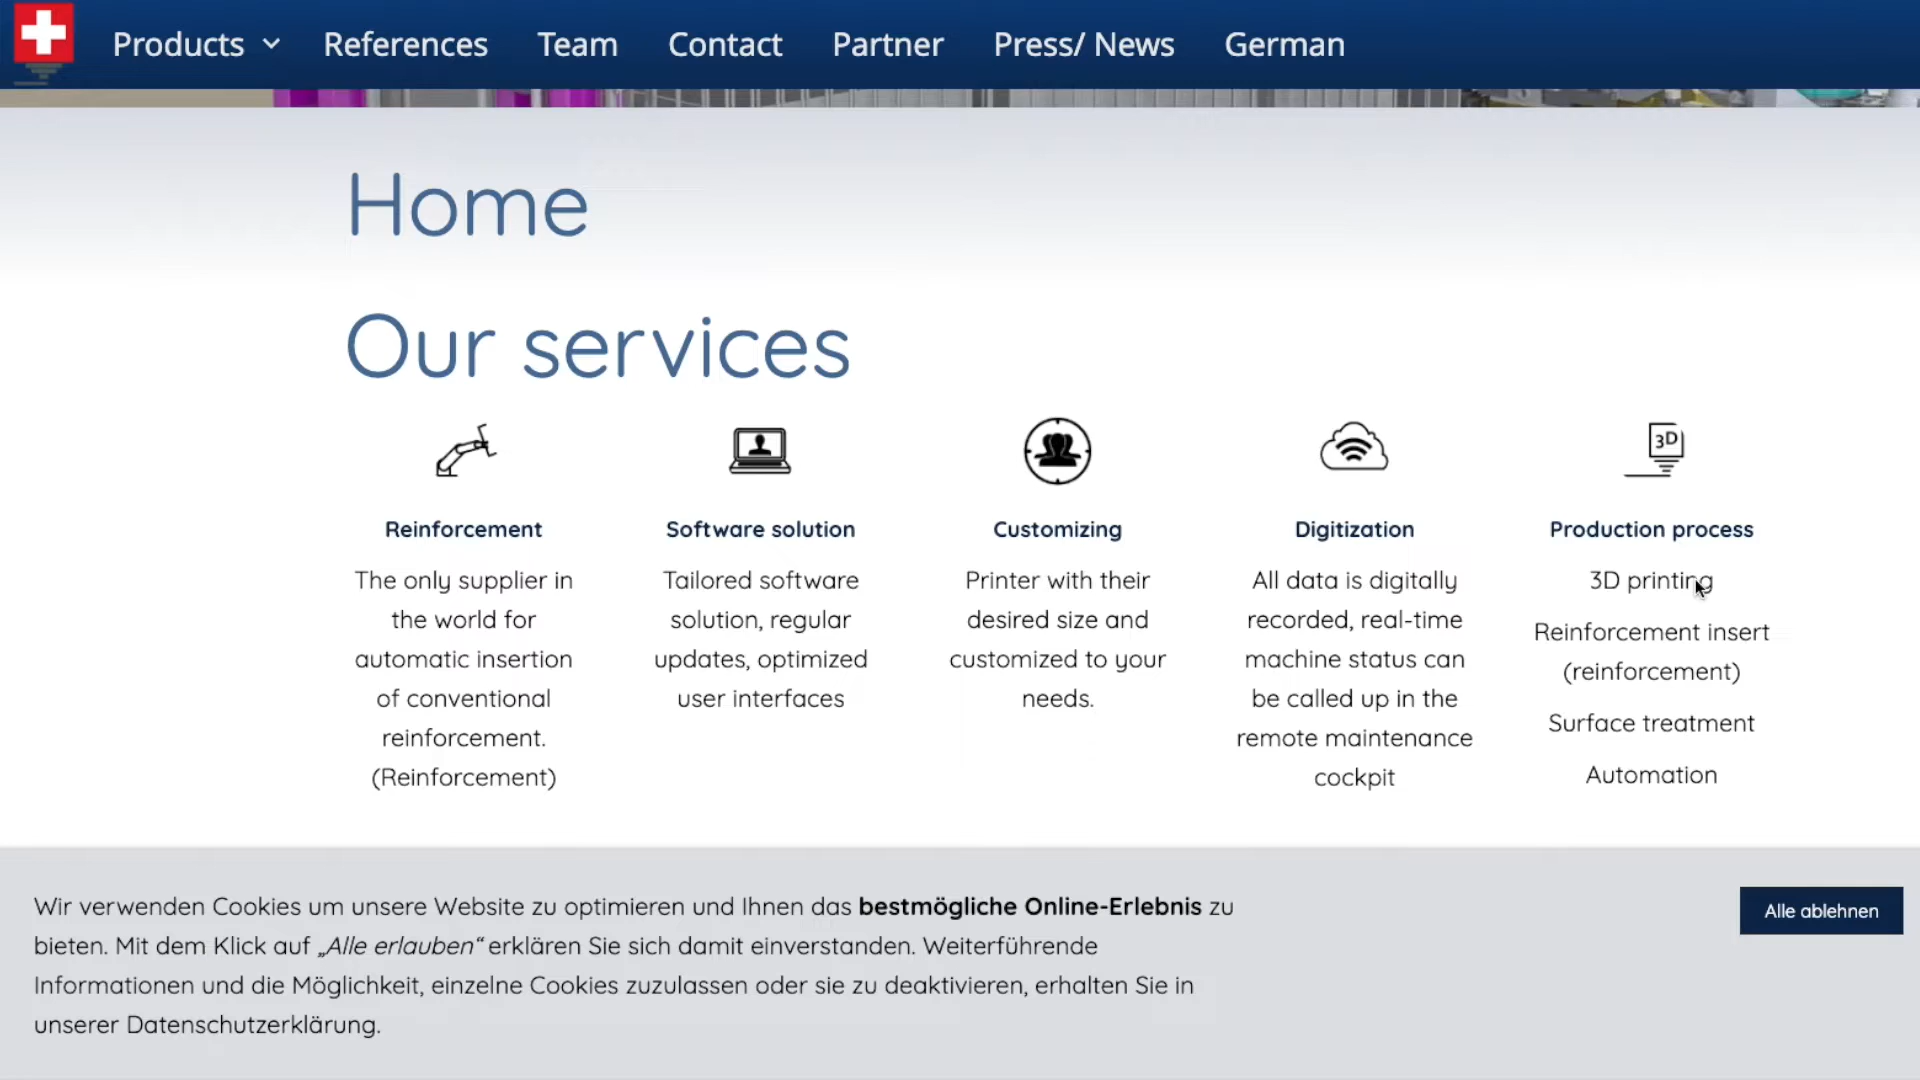 Products References Team Contact Partner Press/ News German
Home
Our services
3D
Reinforcement
The only supplier in
the world for
automatic insertion
of conventional
reinforcement.
(Reinforcement)
Software solution
Tailored software
solution, regular
updates, optimized
user interfaces
Customizing
Printer with their
desired size and
customized to your
needs.
Digitization
All data is digitally
recorded, real-time
machine status can
be called up in the
remote maintenance
cockpit
Production process
3D printing
Reinforcement insert
(reinforcement)
Surface treatment
Automation
Wir verwenden Cookies um unsere Website zu optimieren und Ihnen das bestmögliche Online-Erlebnis zu
bieten. Mit dem Klick auf „Alle erlauben“ erklären Sie sich damit einverstanden. Weiterführende
Informationen und die Möglichkeit, einzelne Cookies zuzulassen oder sie zu deaktivieren, erhalten Sie in
unserer Datenschutzerklärung.
Alle ablehnen